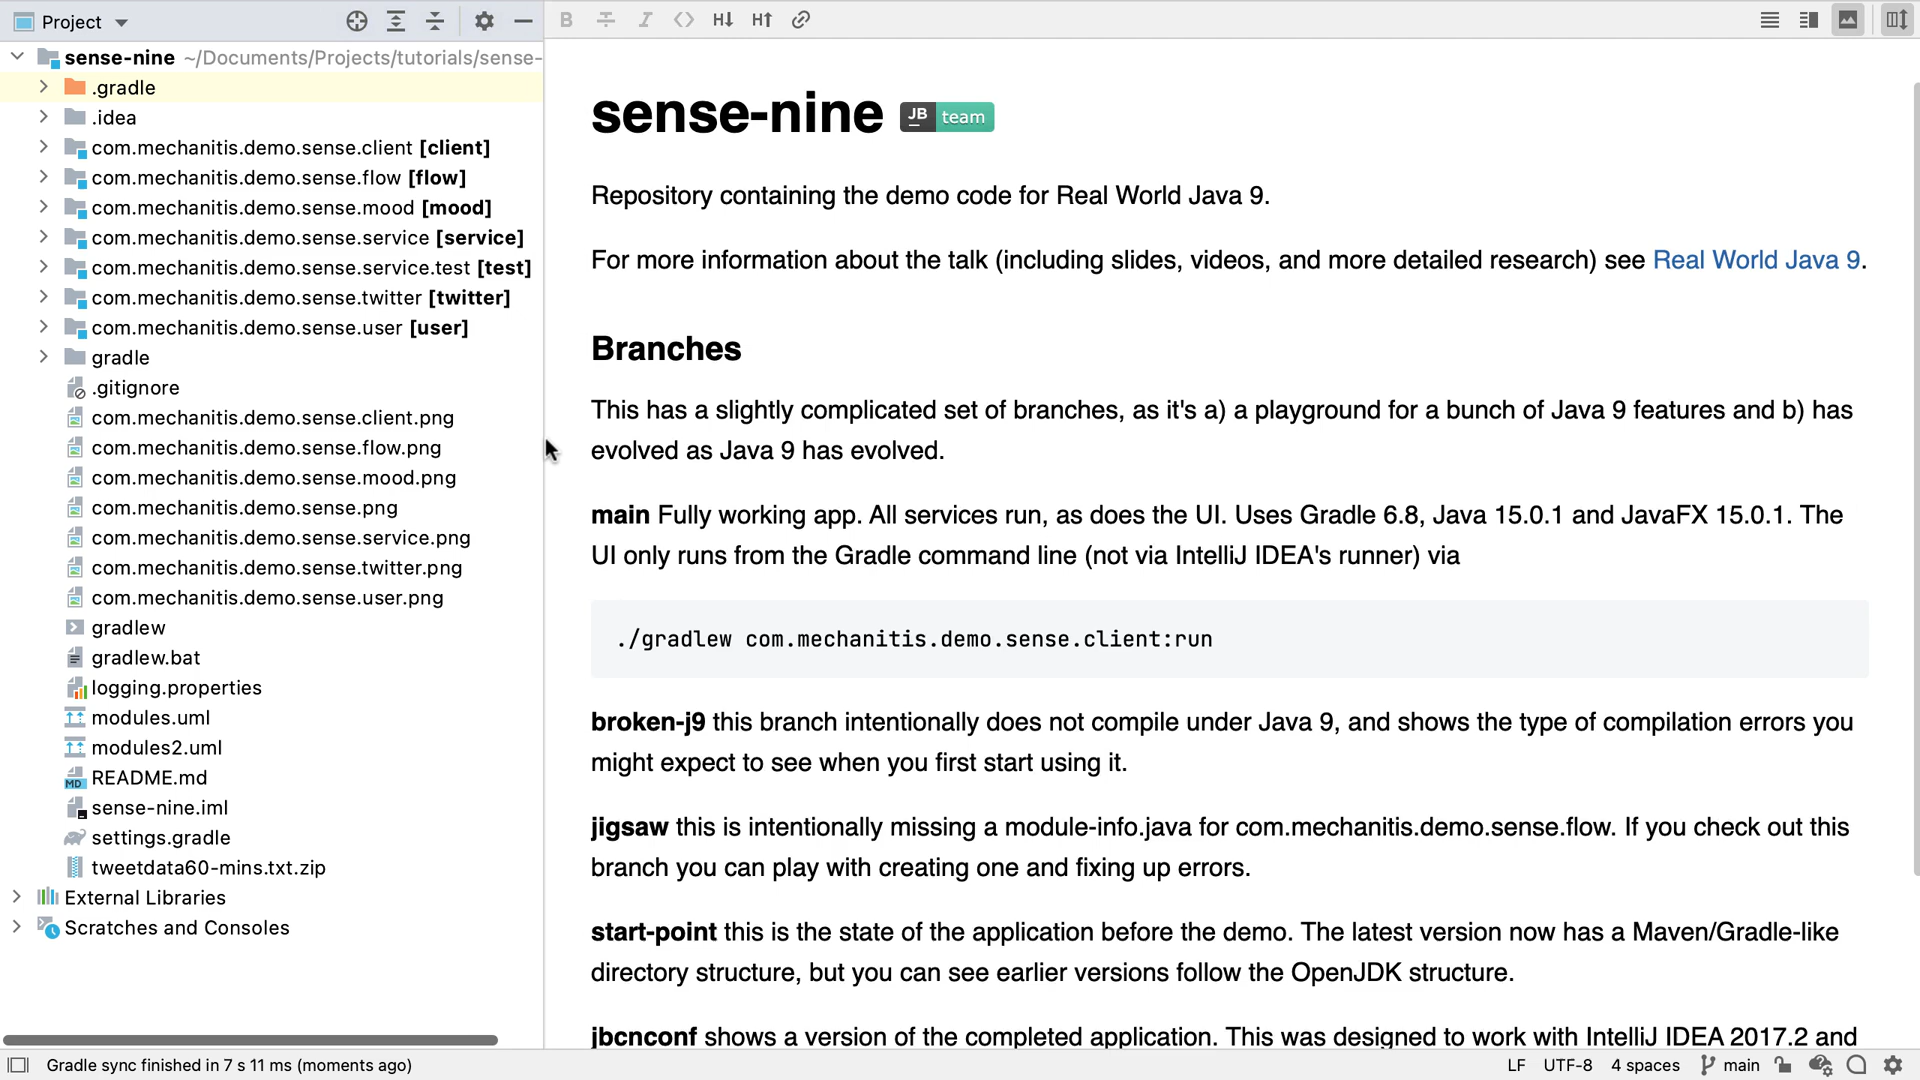 Project
sense-nine ~/Documents/Projects/tutorials/sense-
.gradle
.idea
com.mechanitis.demo.sense.client [client]
com.mechanitis.demo.sense.flow [flow]
com.mechanitis.demo.sense.mood [mood]
com.mechanitis.demo.sense.service [service]
com.mechanitis.demo.sense.service.test [test]
com.mechanitis.demo.sense.twitter [twitter]
com.mechanitis.demo.sense.user [user]
gradle
.gitignore
com.mechanitis.demo.sense.client.png
com.mechanitis.demo.sense.flow.png
com.mechanitis.demo.sense.mood.png
com.mechanitis.demo.sense.png
com.mechanitis.demo.sense.service.png
com.mechanitis.demo.sense.twitter.png
com.mechanitis.demo.sense.user.png
gradlew
gradlew.bat
logging.properties
modules.uml
modules2.uml
MD README.md
sense-nine.iml
settings.gradle
tweetdata60-mins.txt.zip
External Libraries
Scratches and Consoles
B I <> H↓ H↑
sense-nine JB team
Repository containing the demo code for Real World Java 9.
For more information about the talk (including slides, videos, and more detailed research) see Real World Java 9.
Branches
This has a slightly complicated set of branches, as it's a) a playground for a bunch of Java 9 features and b) has
evolved as Java 9 has evolved.
main Fully working app. All services run, as does the UI. Uses Gradle 6.8, Java 15.0.1 and JavaFX 15.0.1. The
UI only runs from the Gradle command line (not via IntelliJ IDEA's runner) via
./gradlew com.mechanitis.demo.sense.client:run
broken-j9 this branch intentionally does not compile under Java 9, and shows the type of compilation errors you
might expect to see when you first start using it.
jigsaw this is intentionally missing a module-info.java for com.mechanitis.demo.sense.flow. If you check out this
branch you can play with creating one and fixing up errors.
start-point this is the state of the application before the demo. The latest version now has a Maven/Gradle-like
directory structure, but you can see earlier versions follow the OpenJDK structure.
jbcnconf shows a version of the completed application. This was designed to work with IntelliJ IDEA 2017.2 and
Gradle sync finished in 7 s 11 ms (moments ago)
LF UTF-8 4 spaces main